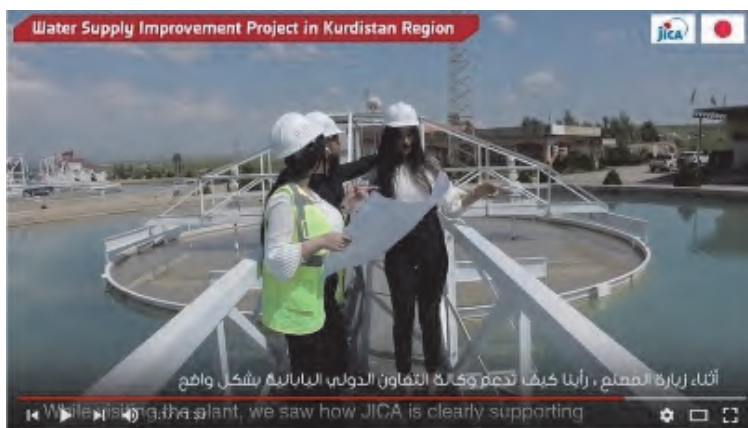 Water Supply Improvement Project in Kurdistan Region
jica
أثناء زيارة المصنع ، رأينا كيف تدعم وكالة التعاون الدولي اليابانية بشكل واضح
While visiting the plant, we saw how JICA is clearly supporting